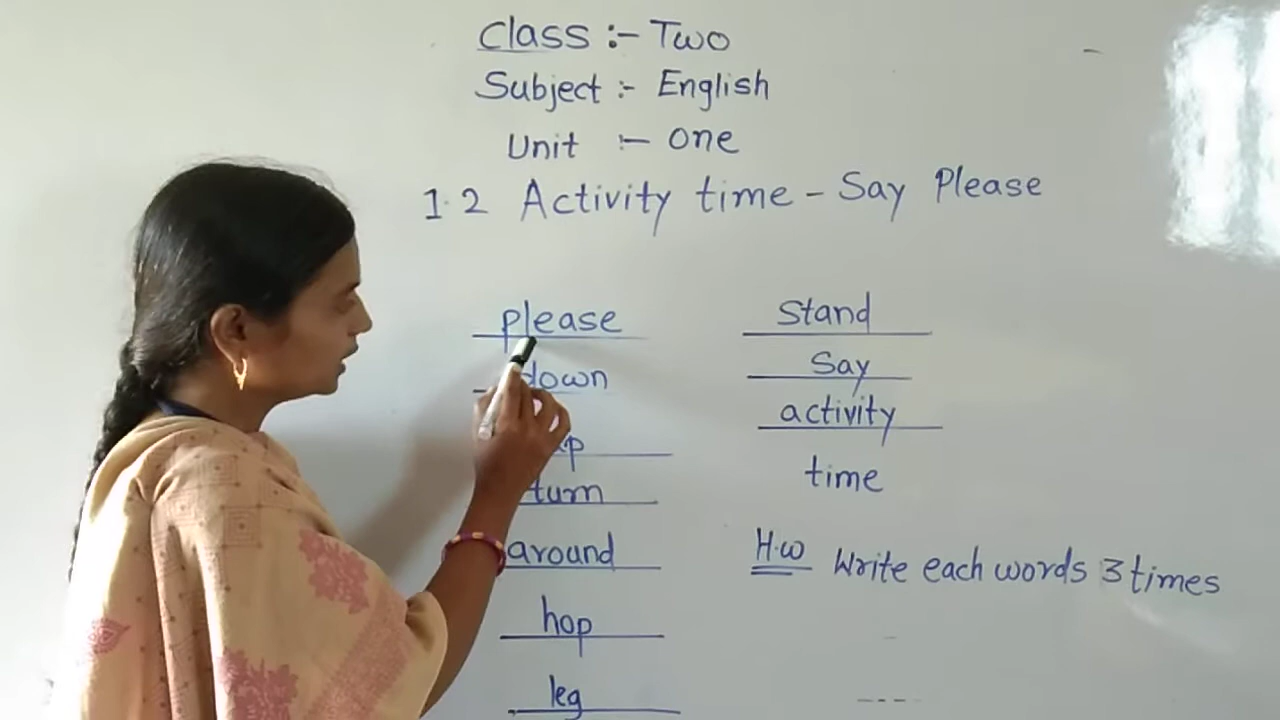 Class :- Two
Subject :- English
Unit :- One
1.2 Activity time - Say Please
please
down
turn
around
hop
leg
Stand
Say
activity
time
H.w Write each words 3 times